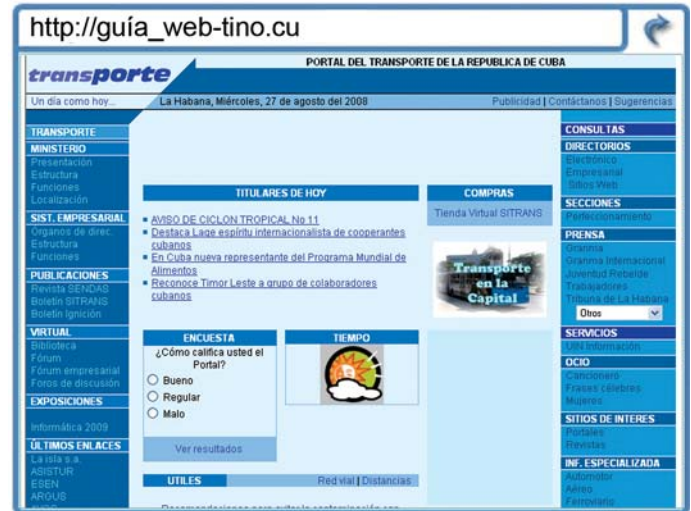 http://guía_web-tino.cu
PORTAL DEL TRANSPORTE DE LA REPUBLICA DE CUBA
transporte
Un día como hoy...
La Habana, Miércoles, 27 de agosto del 2008
Publicidad | Contáctanos | Sugerencias
TRANSPORTE
MINISTERIO
Presentación
Estructura
Funciones
Localización
SIST. EMPRESARIAL
Órganos de direc.
Estructura
Funciones
PUBLICACIONES
Revista SENDAS
Boletín SITRANS
Boletín Ignición
VIRTUAL
Biblioteca
Fórum
Fórum empresarial
Foros de discusión
EXPOSICIONES
Informática 2009
ÚLTIMOS ENLACES
La isla s.a.
ASISTUR
ESEN
ARGUS
TITULARES DE HOY
AVISO DE CICLON TROPICAL No 11
Destaca Lage espíritu internacionalista de cooperantes
cubanos
En Cuba nueva representante del Programa Mundial de
Alimentos
Reconoce Timor Leste a grupo de colaboradores
cubanos
COMPRAS
Tienda Virtual SITRANS
Transporte
en la
Capital
ENCUESTA
¿Cómo califica usted el
Portal?
Bueno
Regular
Malo
Ver resultados
TIEMPO
UTILES
Red vial | Distancias
CONSULTAS
DIRECTORIOS
Electrónico
Empresarial
Sitios Web
SECCIONES
Perfeccionamiento
PRENSA
Granma
Granma Internacional
Juventud Rebelde
Trabajadores
Tribuna de La Habana
Otros
SERVICIOS
UIN Información
OCIO
Cancionero
Frases célebres
Mujeres
SITIOS DE INTERES
Portales
Revistas
INF. ESPECIALIZADA
Automotor
Aéreo
Ferroviario